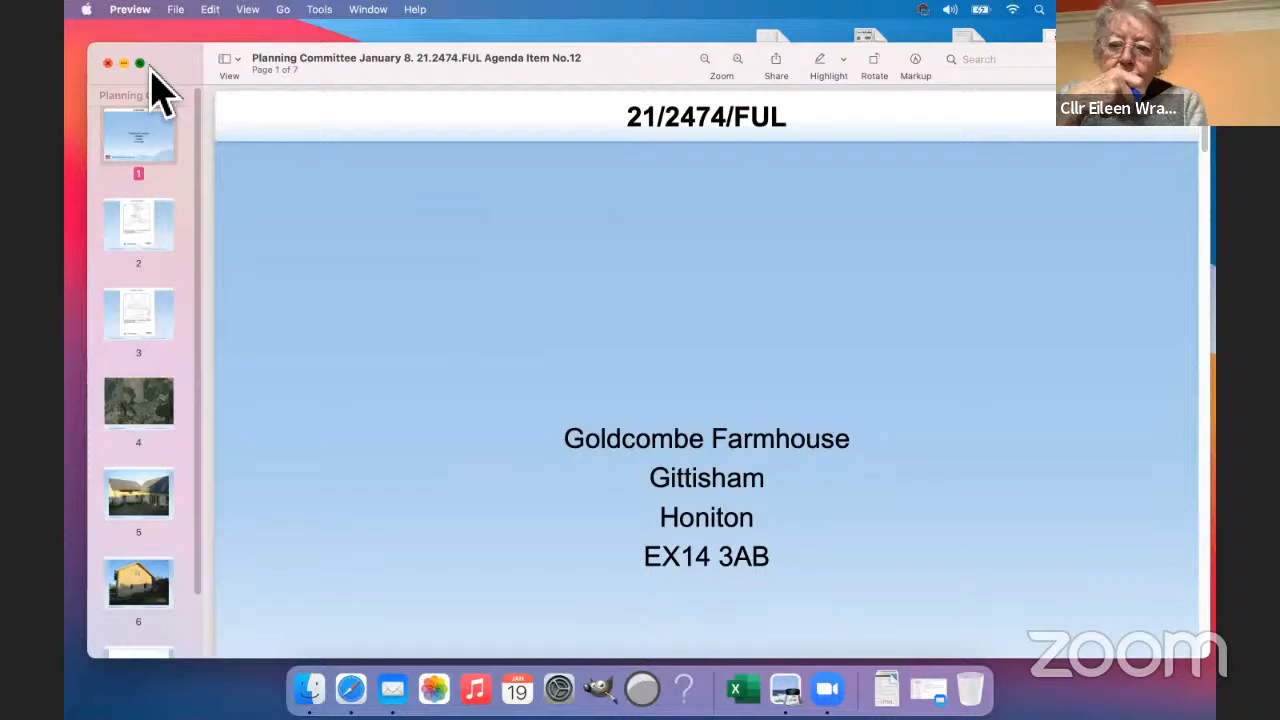 Preview File Edit View Go Tools Window Help
Planning Committee January 8. 21.2474.FUL Agenda Item No.12
Page 1 of 7
View
Zoom
Share
Highlight
Rotate
Markup
Search
Cllr Eileen Wra...
Planning
1
2
3
4
5
6
21/2474/FUL
Goldcombe Farmhouse
Gittisham
Honiton
EX14 3AB
zoom
JAN
19